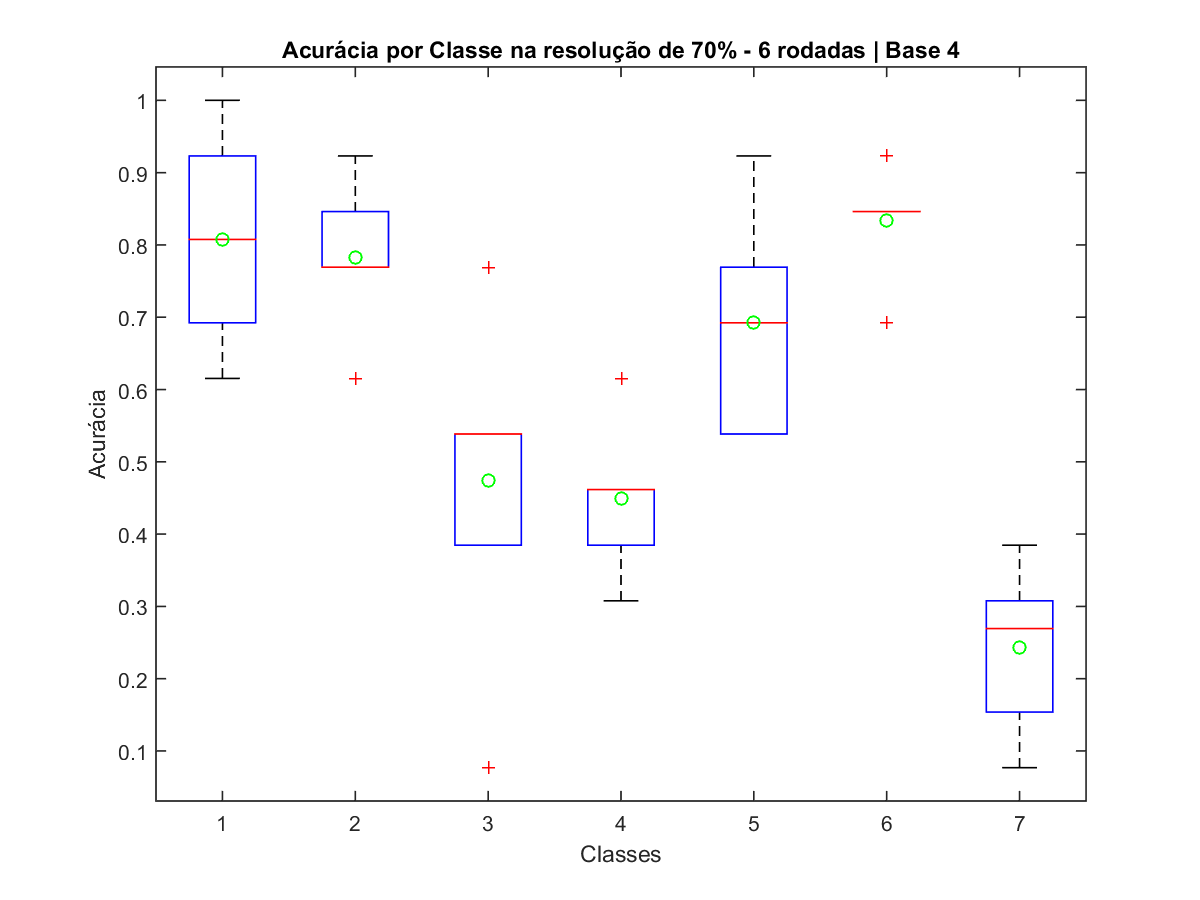 Acurácia por Classe na resolução de 70% - 6 rodadas | Base 4
1
0.9
0.8
0.7
0.6
0.5
0.4
0.3
0.2
0.1
Acurácia
1 2 3 4 5 6 7
Classes